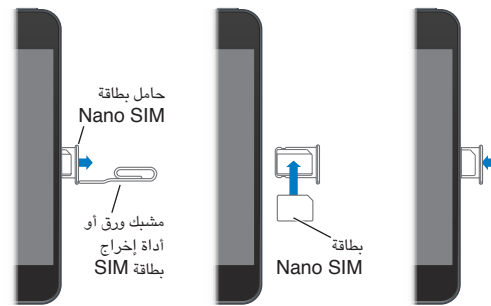 حامل بطاقة
Nano SIM
مشبك ورق أو
أداة إخراج
بطاقة SIM
بطاقة
Nano SIM